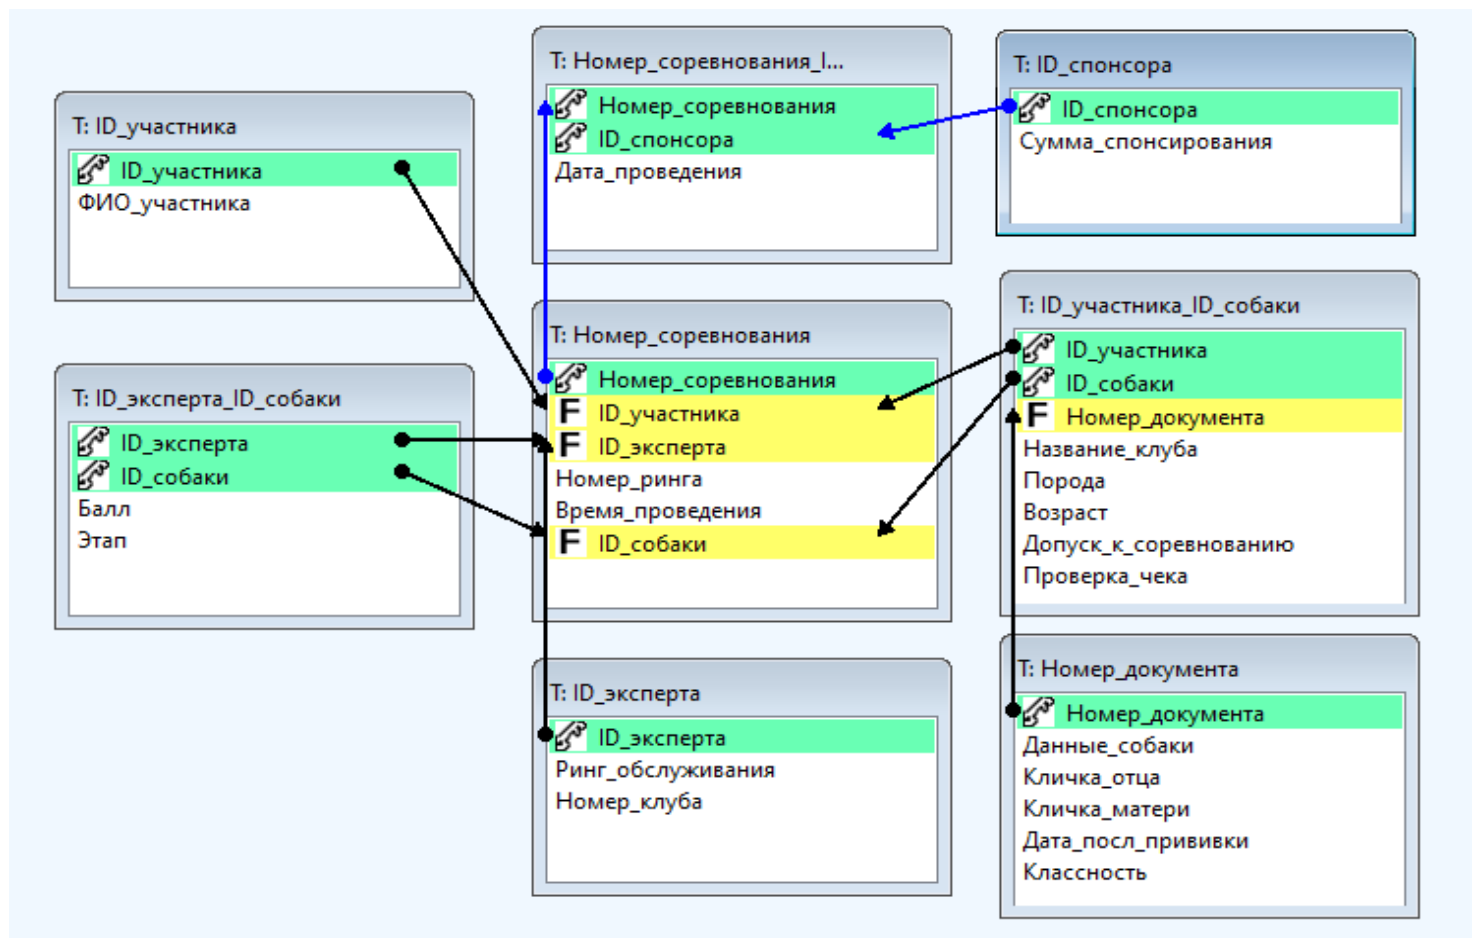 T: ID_участника
ID_участника
ФИО_участника
T: ID_эксперта_ID_собаки
ID_эксперта
ID_собаки
Балл
Этап
T: Номер_соревнования_I...
Номер_соревнования
ID_спонсора
Дата_проведения
T: Номер_соревнования
Номер_соревнования
F ID_участника
F ID_эксперта
Номер_ринга
Время_проведения
F ID_собаки
T: ID_эксперта
ID_эксперта
Ринг_обслуживания
Номер_клуба
T: ID_спонсора
ID_спонсора
Сумма_спонсирования
T: ID_участника_ID_собаки
ID_участника
ID_собаки
F Номер_документа
Название_клуба
Порода
Возраст
Допуск_к_соревнованию
Проверка_чека
T: Номер_документа
Номер_документа
Данные_собаки
Кличка_отца
Кличка_матери
Дата_посл_прививки
Классность